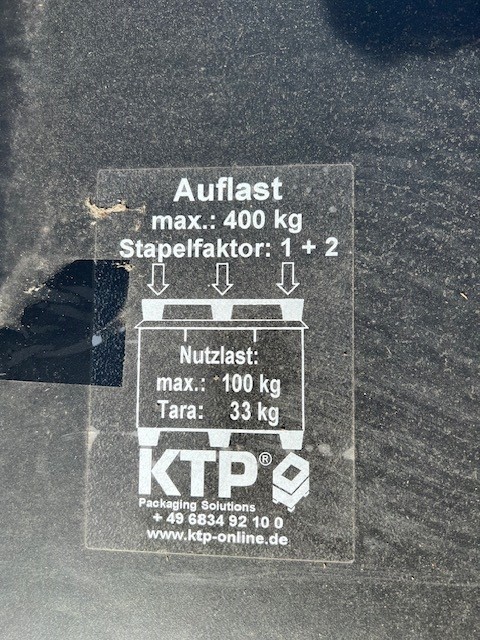 Auflast
max.: 400 kg
Stapelfaktor: 1 + 2
Nutzlast:
max.: 100 kg
Tara: 33 kg
KTP®
Packaging Solutions
+ 49 6834 92 10 0
www.ktp-online.de